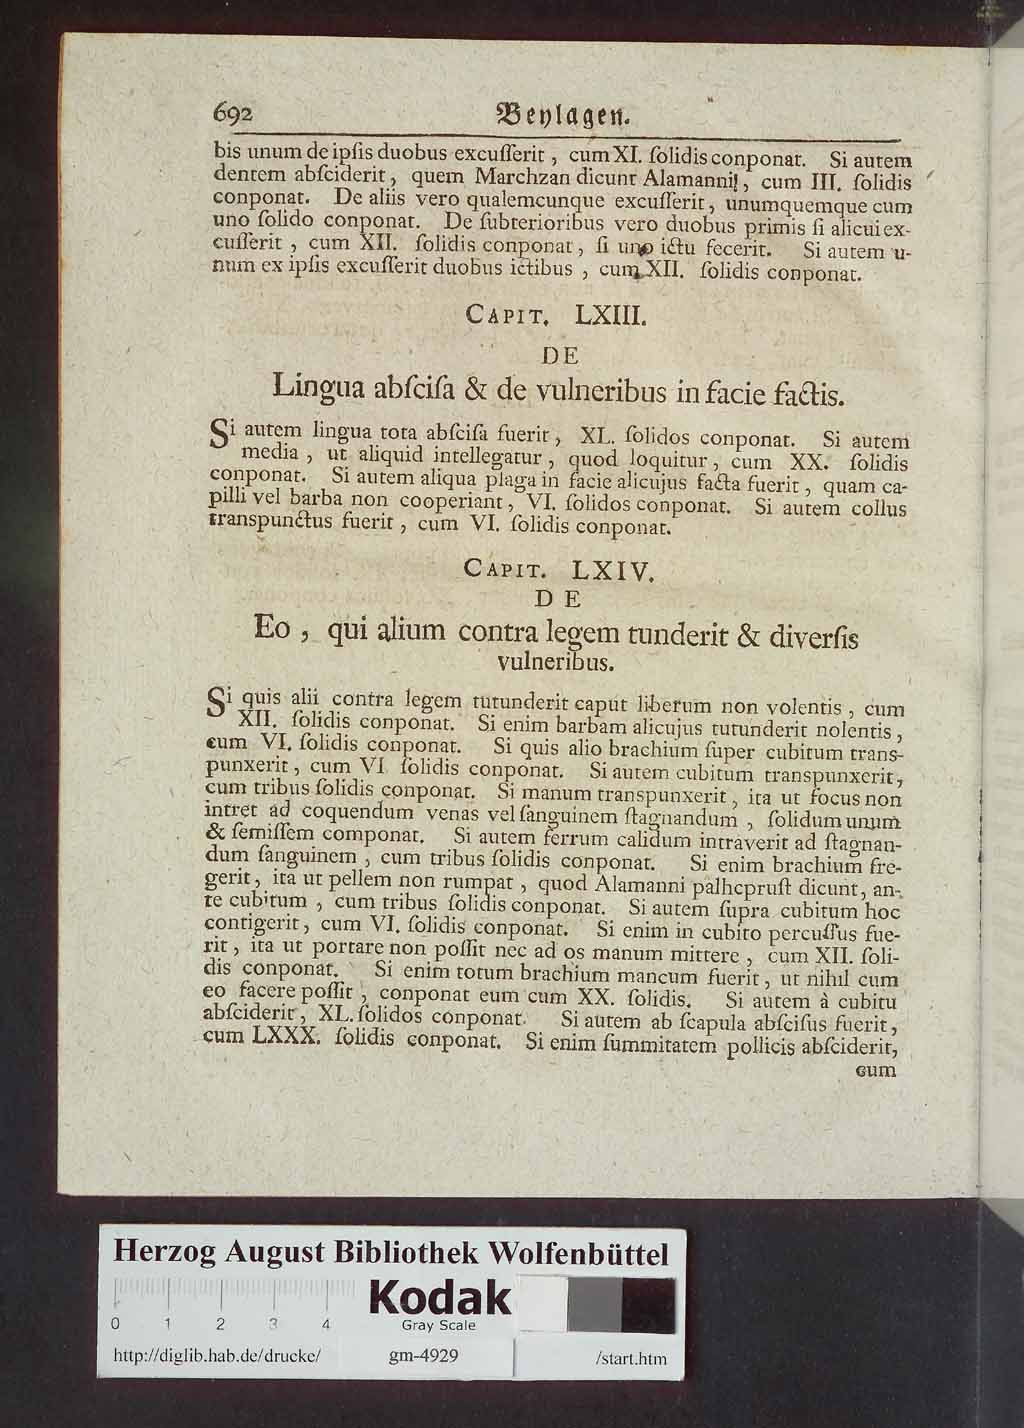 692 Beylagen.
bis unum de ipſis duobus excuſſerit, cum XI. ſolidis conponat. Si autem
dentem abſciderit, quem Marchzan dicunt Alamanni, cum III. ſolidis
conponat. De aliis vero qualemcunque excuſſerit, unumquemque cum
uno ſolido conponat. De ſubterioribus vero duobus primis ſi alicui ex-
cuſſerit, cum XII. ſolidis conponat, ſi uno ictu fecerit. Si autem u-
num ex ipſis excuſſerit duobus ictibus, cum XII. ſolidis conponat.
CAPIT. LXIII.
DE
Lingua abſciſa & de vulneribus in facie factis.
Si autem lingua tota abſciſa fuerit, XL. ſolidos conponat. Si autem
media, ut aliquid intellegatur, quod loquitur, cum XX. ſolidis
conponat. Si autem aliqua plaga in facie alicujus facta fuerit, quam ca-
pilli vel barba non cooperiant, VI. ſolidos conponat. Si autem collus
transpunctus fuerit, cum VI. ſolidis conponat.
CAPIT. LXIV.
DE
Eo, qui alium contra legem tunderit & diverſis
vulneribus.
Si quis alii contra legem tutunderit caput liberum non volentis, cum
XII. ſolidis conponat. Si enim barbam alicujus tutunderit nolentis,
cum VI. ſolidis conponat. Si quis alio brachium ſuper cubitum trans-
punxerit, cum VI ſolidis conponat. Si autem cubitum transpunxerit,
cum tribus ſolidis conponat. Si manum transpunxerit, ita ut focus non
intret ad coquendum venas vel ſanguinem ſtagnandum, ſolidum unum
& ſemiſſem componat. Si autem ferrum calidum intraverit ad ſtagnan-
dum ſanguinem, cum tribus ſolidis conponat. Si enim brachium fre-
gerit, ita ut pellem non rumpat, quod Alamanni palhcpruſt dicunt, an-
te cubitum, cum tribus ſolidis conponat. Si autem ſupra cubitum hoc
contigerit, cum VI. ſolidis conponat. Si enim in cubito percuſſus fue-
rit, ita ut portare non poſſit nec ad os manum mittere, cum XII. ſoli-
dis conponat. Si enim totum brachium mancum fuerit, ut nihil cum
eo facere poſſit, conponat eum cum XX. ſolidis. Si autem à cubitu
abſciderit, XL. ſolidos conponat. Si autem ab ſcapula abſciſus fuerit,
cum LXXX. ſolidis conponat. Si enim ſummitatem pollicis abſciderit,
cum
Herzog August Bibliothek Wolfenbüttel
Kodak
0 1 2 3 4 Gray Scale
http://diglib.hab.de/drucke/ gm-4929 /start.htm